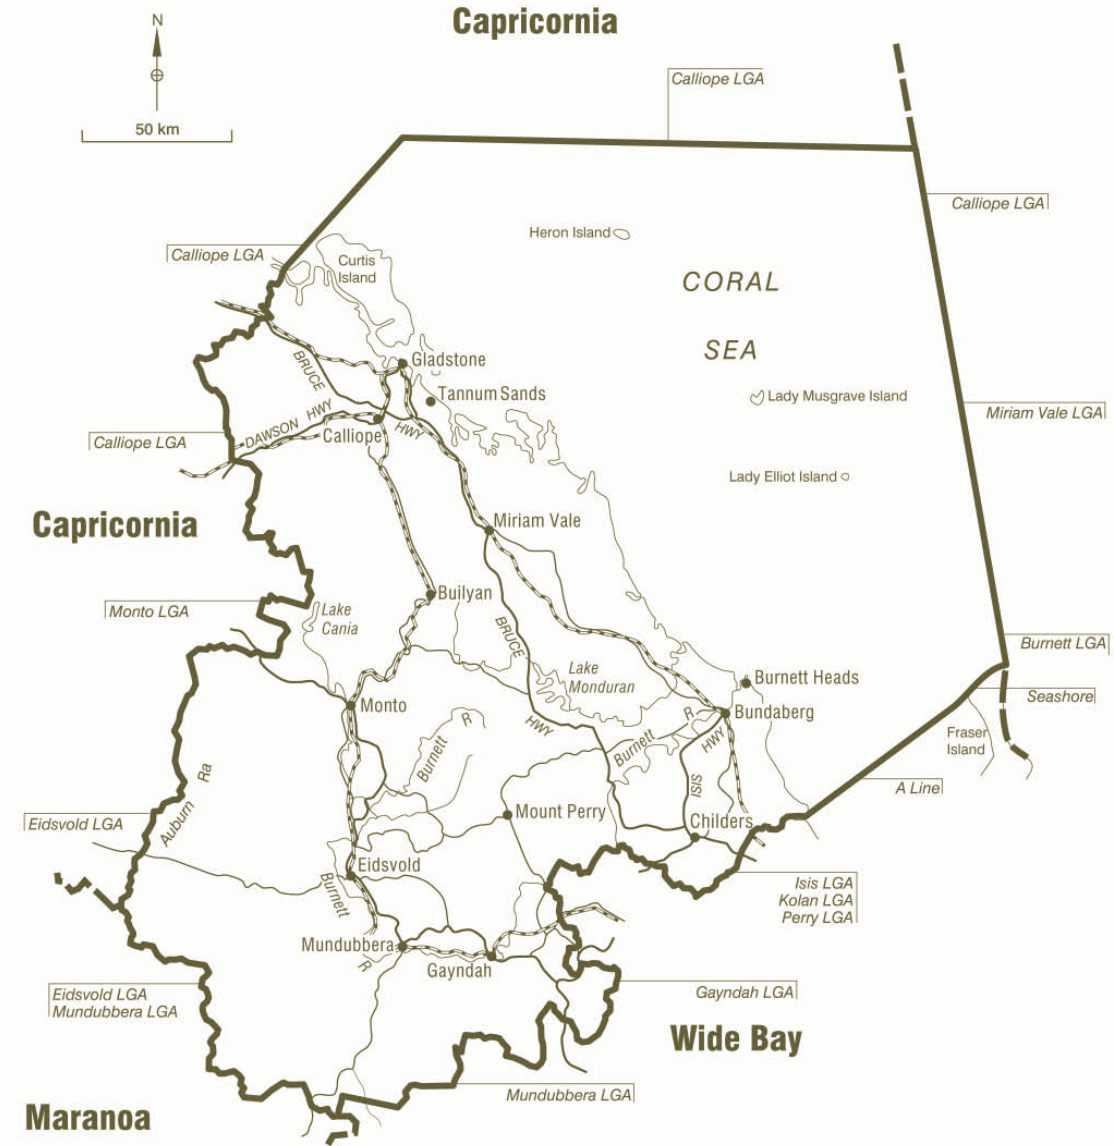 Capricornia
N
50 km
Calliope LGA
Calliope LGA
Heron Island
Calliope LGA
Curtis
Island
CORAL
SEA
BRUCE
Gladstone
Tannum Sands
Lady Musgrave Island
Miriam Vale LGA
DAWSON HWY
HWY
Calliope
Calliope LGA
Lady Elliot Island
Capricornia
Miriam Vale
Builyan
Monto LGA
Lake
Cania
BRUCE
Burnett LGA
Lake
Monduran
Burnett Heads
Seashore
Monto
Burnett R
HWY
Burnett R
Bundaberg
HWY
Fraser
Island
ISIS
A Line
Auburn Ra
Mount Perry
Childers
Eidsvold LGA
Eidsvold
Burnett
Isis LGA
Kolan LGA
Perry LGA
Mundubbera
R
Gayndah
Eidsvold LGA
Mundubbera LGA
Gayndah LGA
Wide Bay
Mundubbera LGA
Maranoa